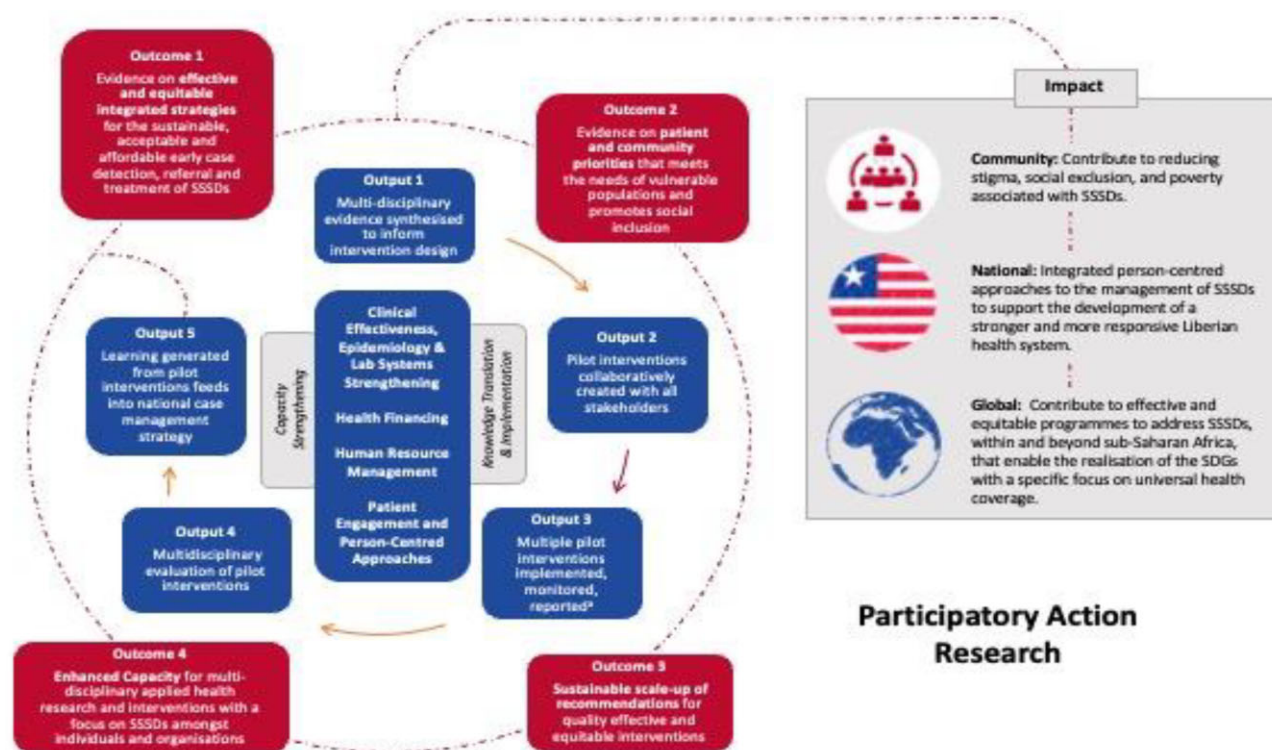 Outcome 1
Evidence on effective
and equitable
integrated strategies
for the sustainable,
acceptable and
affordable early case
detection, referral and
treatment of SSSDs
Outcome 2
Evidence on patient
and community
priorities that meets
the needs of vulnerable
populations and
promotes social
inclusion
Output 1
Multi-disciplinary
evidence synthesised
to inform
intervention design
Output 5
Learning generated
from pilot
interventions feeds
into national case
management
strategy
Capacity
Strengthening
Clinical
Effectiveness,
Epidemiology &
Lab Systems
Strengthening
Health Financing
Human Resource
Management
Patient
Engagement and
Person-Centred
Approaches
Knowledge Translation
& Implementation
Output 2
Pilot interventions
collaboratively
created with all
stakeholders
Output 4
Multidisciplinary
evaluation of pilot
interventions
Output 3
Multiple pilot
interventions
implemented,
monitored,
reportedª
Outcome 4
Enhanced Capacity for multi-
disciplinary applied health
research and interventions with a
focus on SSSDs amongst
individuals and organisations
Outcome 3
Sustainable scale-up of
recommendations for
quality effective and
equitable interventions
Impact
Community: Contribute to reducing
stigma, social exclusion, and poverty
associated with SSSDs.
National: Integrated person-centred
approaches to the management of SSSDs
to support the development of a
stronger and more responsive Liberian
health system.
Global: Contribute to effective and
equitable programmes to address SSSDs,
within and beyond sub-Saharan Africa,
that enable the realisation of the SDGs
with a specific focus on universal health
coverage.
Participatory Action
Research